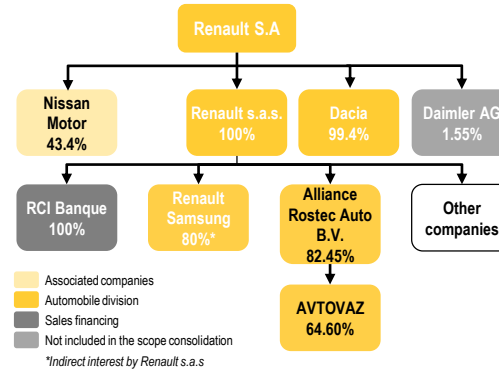 Renault S.A
Nissan
Motor
43.4%
Renault s.a.s.
100%
Dacia
99.4%
Daimler AG
1.55%
RCI Banque
100%
Renault
Samsung
80%*
Alliance
Rostec Auto
B.V.
82.45%
Other
companies
AVTOVAZ
64.60%
Associated companies
Automobile division
Sales financing
Not included in the scope consolidation
*Indirect interest by Renault s.a.s